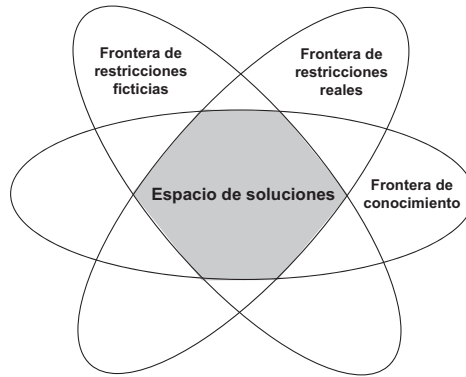 Frontera de
restricciones
ficticias
Frontera de
restricciones
reales
Espacio de soluciones
Frontera de
conocimiento